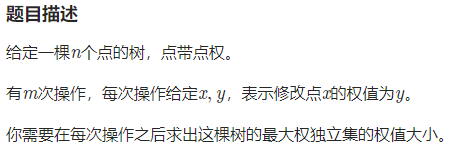 题目描述
给定一棵n个点的树，点带点权。
有m次操作，每次操作给定x, y，表示修改点x的权值为y。
你需要在每次操作之后求出这棵树的最大权独立集的权值大小。